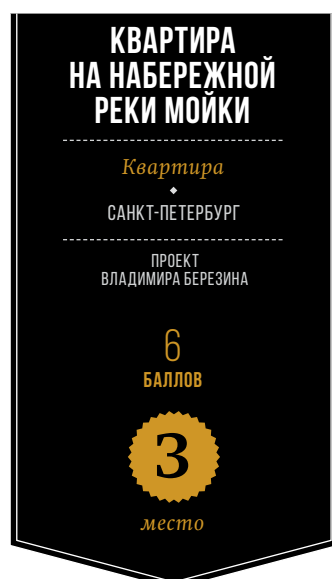 КВАРТИРА
НА НАБЕРЕЖНОЙ
РЕКИ МОЙКИ
Квартира
САНКТ-ПЕТЕРБУРГ
ПРОЕКТ
ВЛАДИМИРА БЕРЕЗИНА
6
БАЛЛОВ
3
место